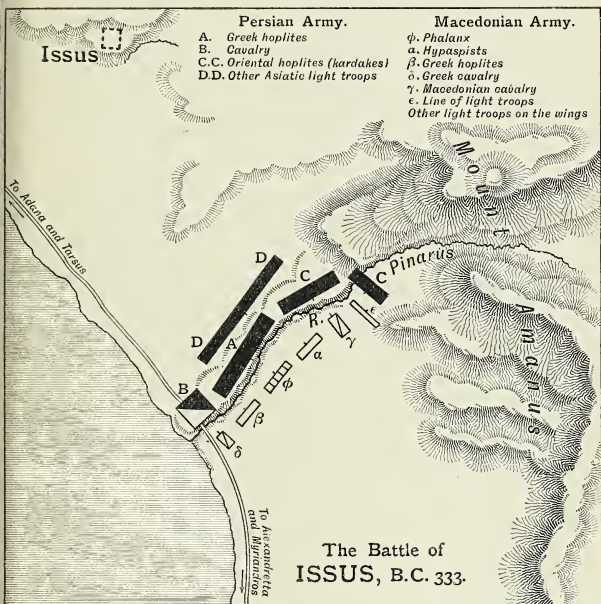 Persian Army.
A. Greek hoplites
B. Cavalry
C.C. Oriental hoplites (kardakes)
D.D. Other Asiatic light troops
Macedonian Army.
φ. Phalanx
α. Hypaspists
β. Greek hoplites
δ. Greek cavalry
γ. Macedonian cavalry
ε. Line of light troops
Other light troops on the wings
Issus
Mount
Amanus
To Adana and Tarsus
D
C
C
Pinarus
R.
ε
γ
D
A
α
φ
B
β
δ
To Alexandretta
and Myriandros
The Battle of
ISSUS, B.C. 333.